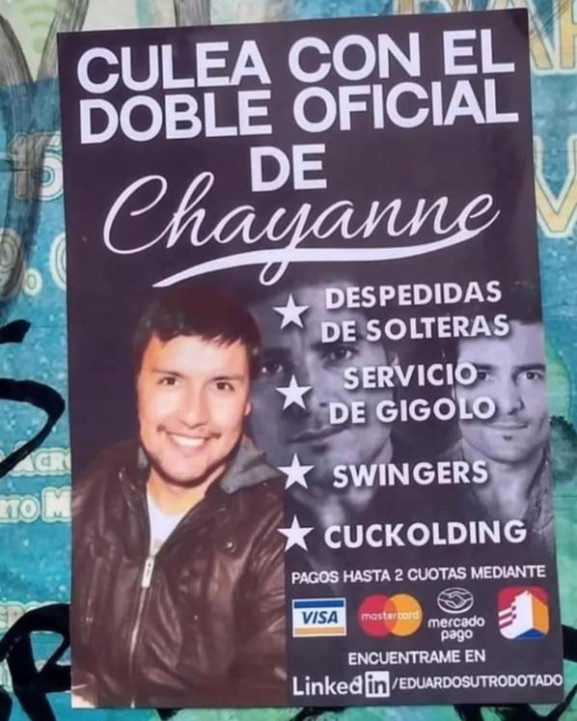 CULEA CON EL
DOBLE OFICIAL
DE
Chayanne
★ DESPEDIDAS
DE SOLTERAS
★ SERVICIO
DE GIGOLO
★ SWINGERS
★ CUCKOLDING
PAGOS HASTA 2 CUOTAS MEDIANTE
VISA mastercard mercado
pago
ENCUENTRAME EN
Linkedin/EDUARDOSUTRODOTADO